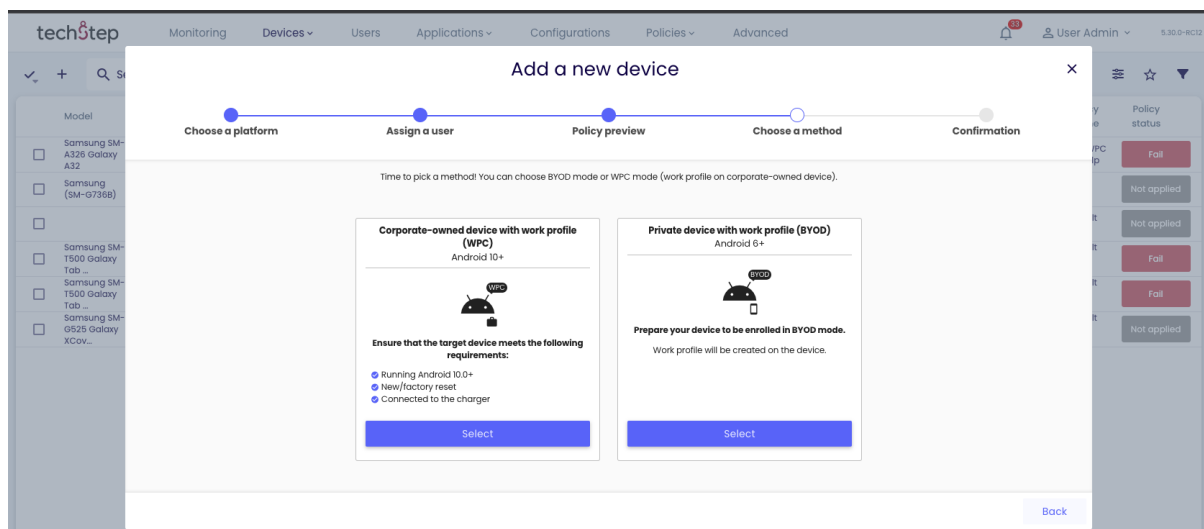 techstep
Monitoring
Devices
Users
Applications
Configurations
Policies
Advanced
33
User Admin
5.30.0-RC12
Add a new device
Choose a platform
Assign a user
Policy preview
Choose a method
Confirmation
Time to pick a method! You can choose BYOD mode or WPC mode (work profile on corporate-owned device).
Corporate-owned device with work profile
(WPC)
Android 10+
WPC
Ensure that the target device meets the following
requirements:
Running Android 10.0+
New/factory reset
Connected to the charger
Select
Private device with work profile (BYOD)
Android 6+
BYOD
Prepare your device to be enrolled in BYOD mode.
Work profile will be created on the device.
Select
Back
Model
Samsung SM-
A326 Galaxy
A32
Samsung
(SM-G736B)
Samsung SM-
T500 Galaxy
Tab ...
Samsung SM-
T500 Galaxy
Tab ...
Samsung SM-
G525 Galaxy
XCov...
Policy
status
Fail
Not applied
Not applied
Fail
Fail
Not applied